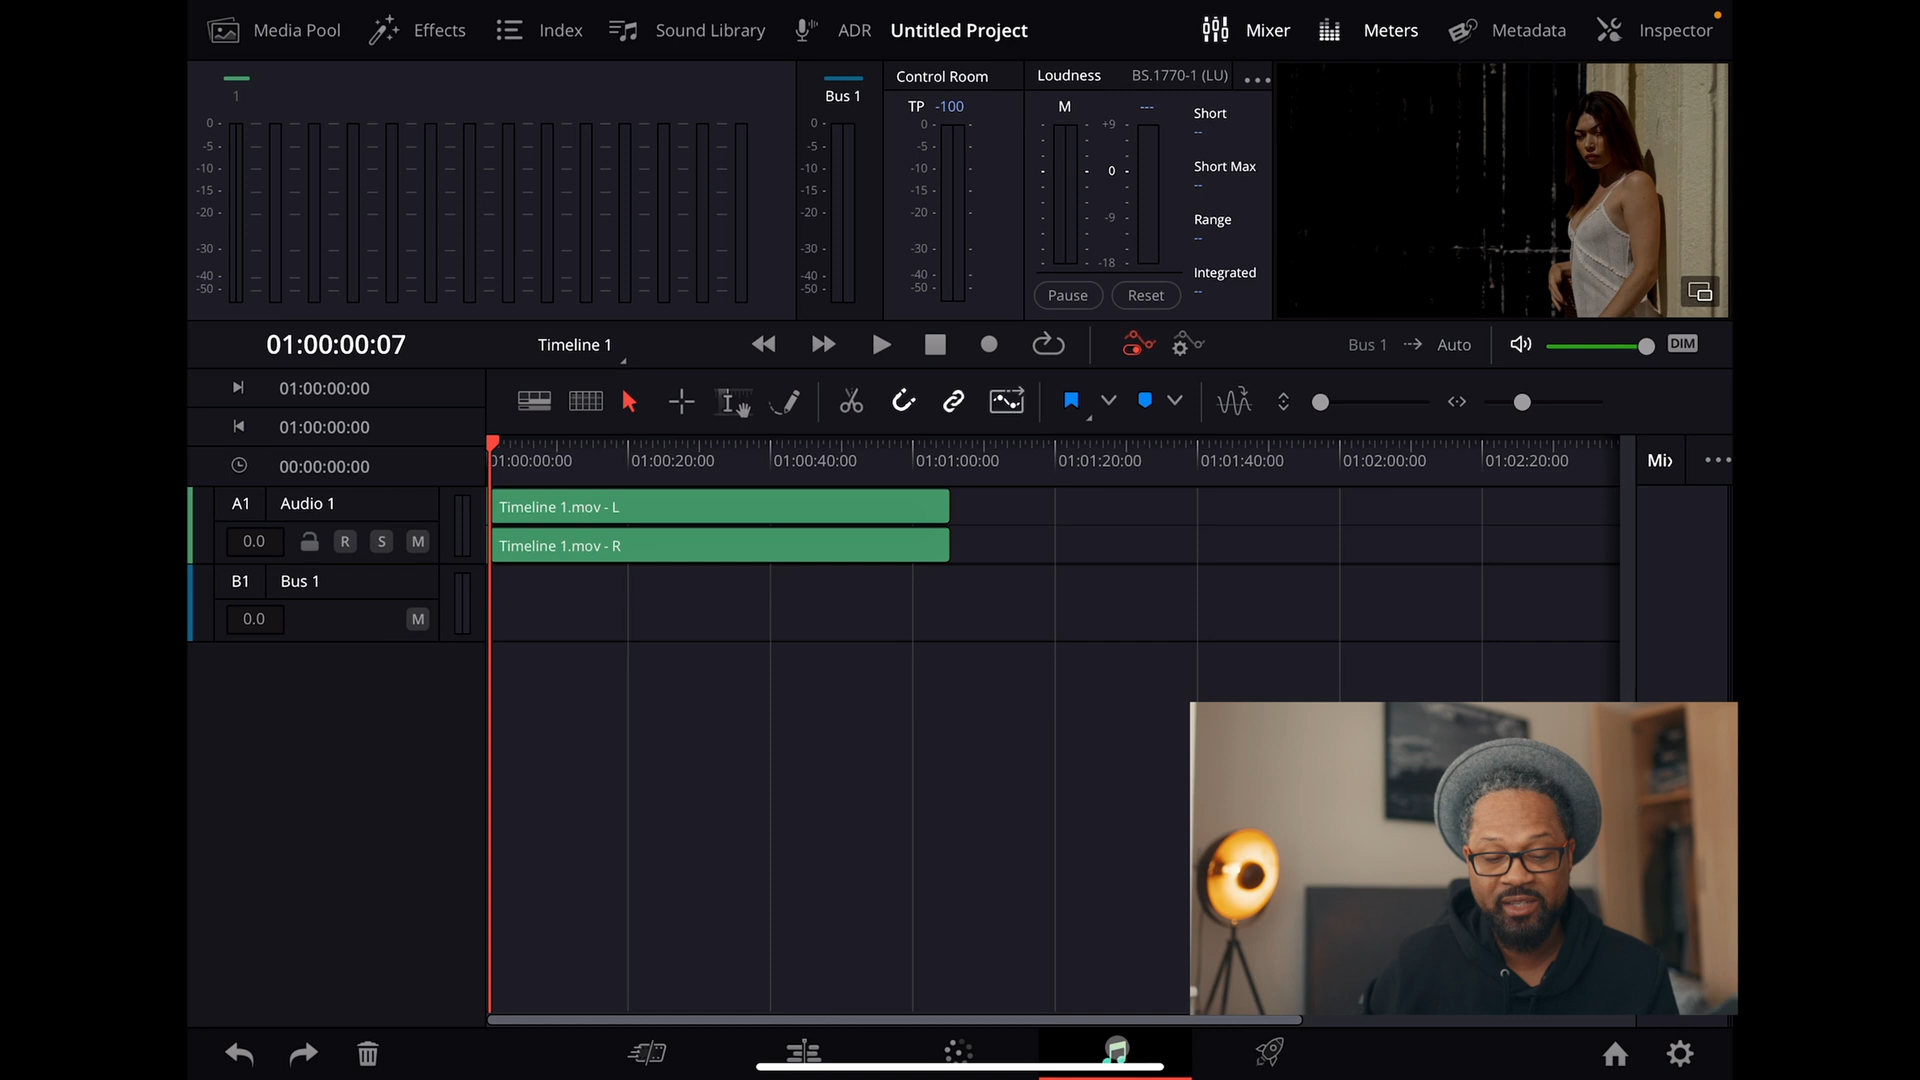 Media Pool Effects Index Sound Library ADR Untitled Project Mixer Meters Metadata Inspector
1
0
-5
-10
-15
-20
-30
-40
-50
Bus 1
0
-5
-10
-15
-20
-30
-40
-50
Control Room
TP -100
0
-5
-10
-15
-20
-30
-40
-50
Loudness BS.1770-1 (LU)
M ---
+9
0
-9
-18
Pause Reset
Short
--
Short Max
--
Range
--
Integrated
--
01:00:00:07 Timeline 1 Bus 1 Auto DIM
01:00:00:00
01:00:00:00
00:00:00:00
01:00:00:00 01:00:20:00 01:00:40:00 01:01:00:00 01:01:20:00 01:01:40:00 01:02:00:00 01:02:20:00
A1 Audio 1
0.0 R S M
Timeline 1.mov - L
Timeline 1.mov - R
B1 Bus 1
0.0 M